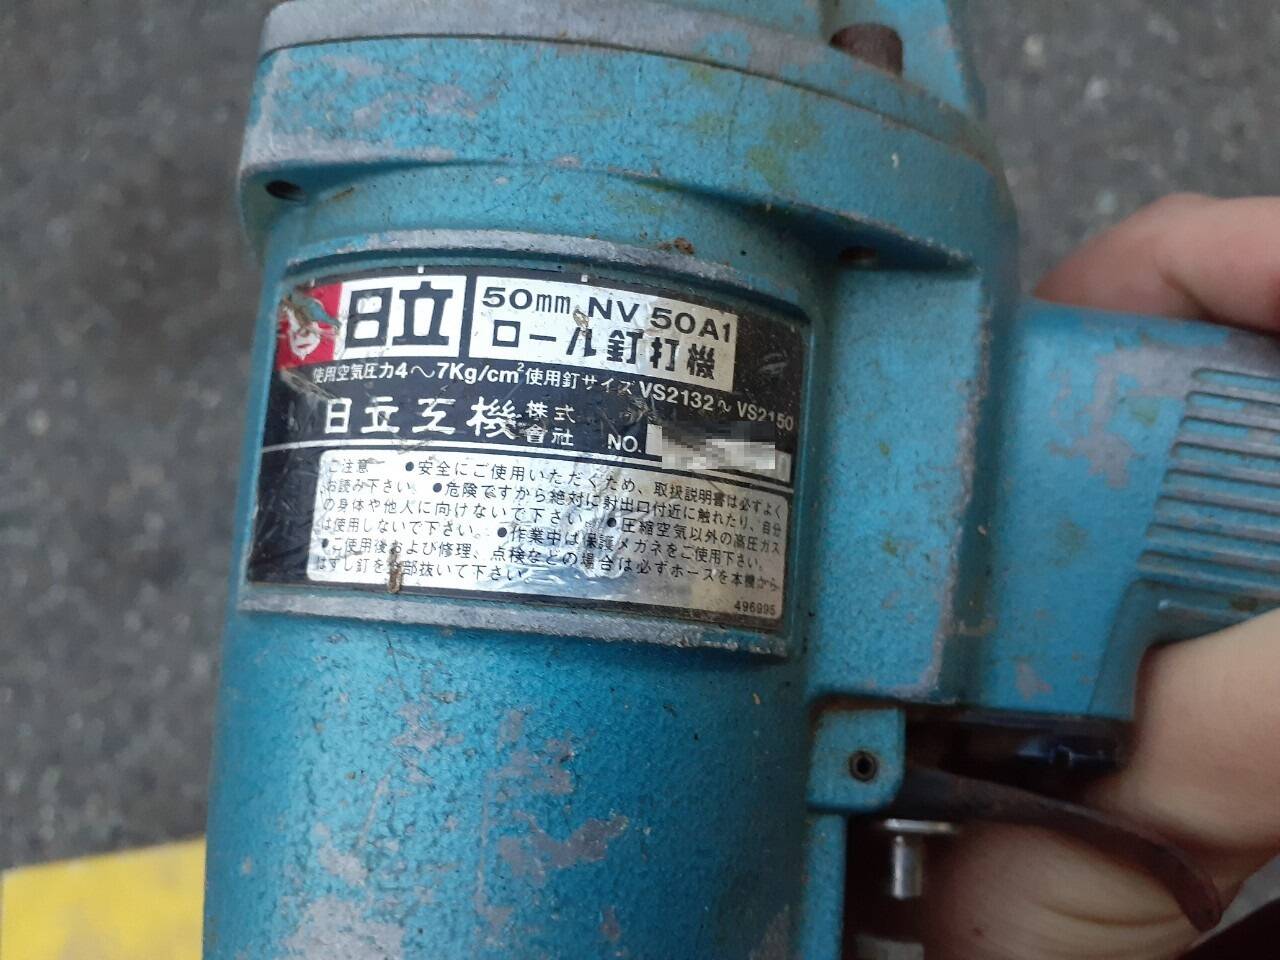 日立
50mm NV 50A1
ロール釘打機
使用空気圧力4〜7Kg/cm² 使用釘サイズ VS2132〜VS2150
日立工機株式會社 NO.
ご注意 ●安全にご使用いただくため、取扱説明書は必ずよく
お読み下さい。●危険ですから絶対に射出口付近に触れたり、自分
の身体や他人に向けないで下さい。●圧縮空気以外の高圧ガス
は使用しないで下さい。●作業中は保護メガネをご使用下さい。
●ご使用後および修理、点検などの場合は必ずホースを本機から
はずし釘を全部抜いて下さい。
496995